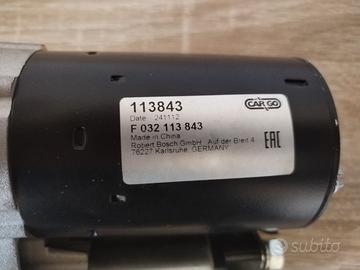 113843
CARGO
Date 241112
F 032 113 843
Made in China
Robert Bosch GmbH Auf der Breit 4
76227 Karlsruhe, GERMANY
EAC
subito